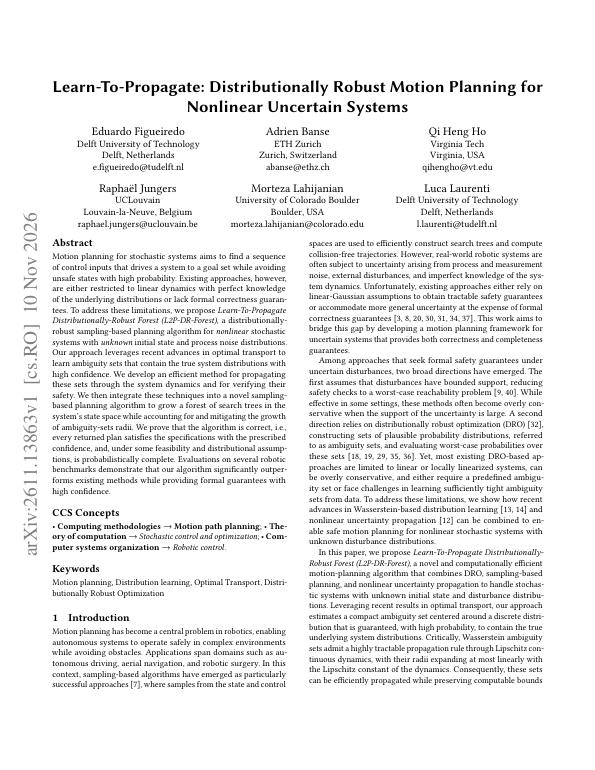 Learn-To-Propagate: Distributionally Robust Motion Planning for
Nonlinear Uncertain Systems
Eduardo Figueiredo
Delft University of Technology
Delft, Netherlands
e.figueiredo@tudelft.nl
Adrien Banse
ETH Zurich
Zurich, Switzerland
abanse@ethz.ch
Qi Heng Ho
Virginia Tech
Virginia, USA
qihengho@vt.edu
Raphaël Jungers
UCLouvain
Louvain-la-Neuve, Belgium
raphael.jungers@uclouvain.be
Morteza Lahijanian
University of Colorado Boulder
Boulder, USA
morteza.lahijanian@colorado.edu
Luca Laurenti
Delft University of Technology
Delft, Netherlands
l.laurenti@tudelft.nl
arXiv:2611.13863v1 [cs.RO] 10 Nov 2026
Abstract
Motion planning for stochastic systems aims to find a sequence
of control inputs that drives a system to a goal set while avoiding
unsafe states with high probability. Existing approaches, however,
are either restricted to linear dynamics with perfect knowledge
of the underlying distributions or lack formal correctness guaran-
tees. To address these limitations, we propose Learn-To-Propagate
Distributionally-Robust Forest (L2P-DR-Forest), a distributionally-
robust sampling-based planning algorithm for nonlinear stochastic
systems with unknown initial state and process noise distributions.
Our approach leverages recent advances in optimal transport to
learn ambiguity sets that contain the true system distributions with
high confidence. We develop an efficient method for propagating
these sets through the system dynamics and for verifying their
safety. We then integrate these techniques into a novel sampling-
based planning algorithm to grow a forest of search trees in the
system's state space while accounting for and mitigating the growth
of ambiguity-sets radii. We prove that the algorithm is correct, i.e.,
every returned plan satisfies the specifications with the prescribed
confidence, and, under some feasibility and distributional assump-
tions, is probabilistically complete. Evaluations on several robotic
benchmarks demonstrate that our algorithm significantly outper-
forms existing methods while providing formal guarantees with
high confidence.
CCS Concepts
• Computing methodologies → Motion path planning; • The-
ory of computation → Stochastic control and optimization; • Com-
puter systems organization → Robotic control.
Keywords
Motion planning, Distribution learning, Optimal Transport, Distri-
butionally Robust Optimization
1 Introduction
Motion planning has become a central problem in robotics, enabling
autonomous systems to operate safely in complex environments
while avoiding obstacles. Applications span domains such as au-
tonomous driving, aerial navigation, and robotic surgery. In this
context, sampling-based algorithms have emerged as particularly
successful approaches [7], where samples from the state and control
spaces are used to efficiently construct search trees and compute
collision-free trajectories. However, real-world robotic systems are
often subject to uncertainty arising from process and measurement
noise, external disturbances, and imperfect knowledge of the sys-
tem dynamics. Unfortunately, existing approaches either rely on
linear-Gaussian assumptions to obtain tractable safety guarantees
or accommodate more general uncertainty at the expense of formal
correctness guarantees [3, 8, 20, 30, 31, 34, 37]. This work aims to
bridge this gap by developing a motion planning framework for
uncertain systems that provides both correctness and completeness
guarantees.
Among approaches that seek formal safety guarantees under
uncertain disturbances, two broad directions have emerged. The
first assumes that disturbances have bounded support, reducing
safety checks to a worst-case reachability problem [9, 40]. While
effective in some settings, these methods often become overly con-
servative when the support of the uncertainty is large. A second
direction relies on distributionally robust optimization (DRO) [32],
constructing sets of plausible probability distributions, referred
to as ambiguity sets, and evaluating worst-case probabilities over
these sets [18, 19, 29, 35, 36]. Yet, most existing DRO-based ap-
proaches are limited to linear or locally linearized systems, can
be overly conservative, and either require a predefined ambigu-
ity set or face challenges in learning sufficiently tight ambiguity
sets from data. To address these limitations, we show how recent
advances in Wasserstein-based distribution learning [13, 14] and
nonlinear uncertainty propagation [12] can be combined to en-
able safe motion planning for nonlinear stochastic systems with
unknown disturbance distributions.
In this paper, we propose Learn-To-Propagate Distributionally-
Robust Forest (L2P-DR-Forest), a novel and computationally efficient
motion-planning algorithm that combines DRO, sampling-based
planning, and nonlinear uncertainty propagation to handle stochas-
tic systems with unknown initial state and disturbance distribu-
tions. Leveraging recent results in optimal transport, our approach
estimates a compact ambiguity set centered around a discrete distri-
bution that is guaranteed, with high probability, to contain the true
underlying system distributions. Critically, Wasserstein ambiguity
sets admit a highly tractable propagation rule through Lipschitz con-
tinuous dynamics, with their radii expanding at most linearly with
the Lipschitz constant of the dynamics. Consequently, these sets
can be efficiently propagated while preserving computable bounds